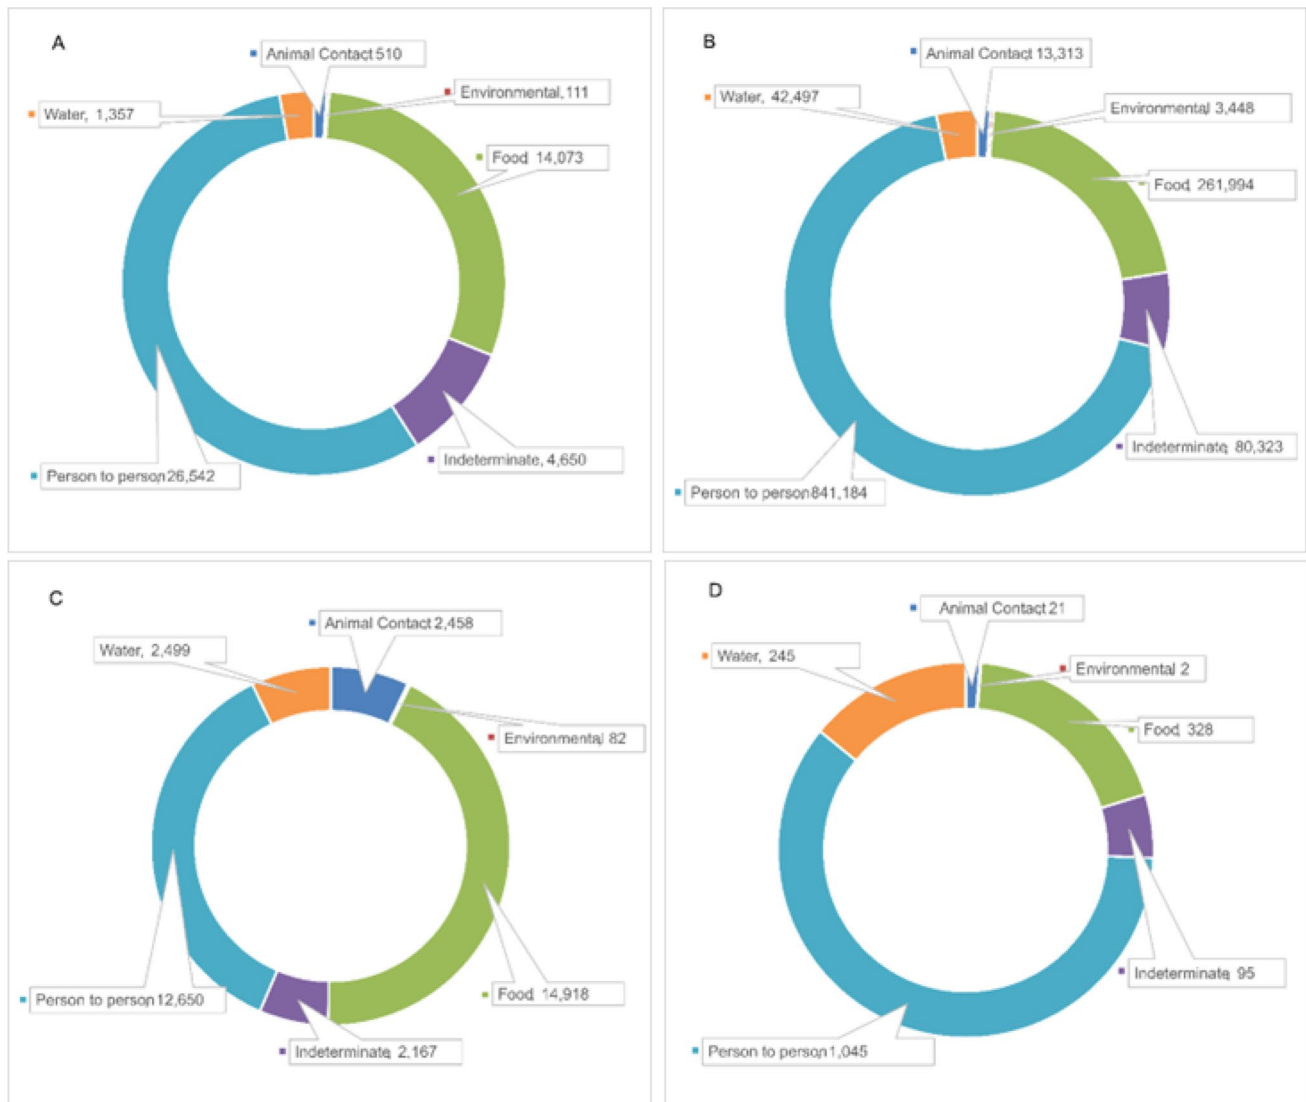 A
Animal Contact 510
Environmental, 111
Water, 1,357
Food, 14,073
Person to person, 26,542
Indeterminate, 4,650
B
Animal Contact 13,313
Water, 42,497
Environmental, 3,448
Food, 261,994
Indeterminate, 80,323
Person to person, 841,184
C
Animal Contact 2,458
Water, 2,499
Environmental, 82
Person to person, 12,650
Food, 14,918
Indeterminate, 2,167
D
Animal Contact 21
Water, 245
Environmental, 2
Food, 328
Indeterminate, 95
Person to person, 1,045